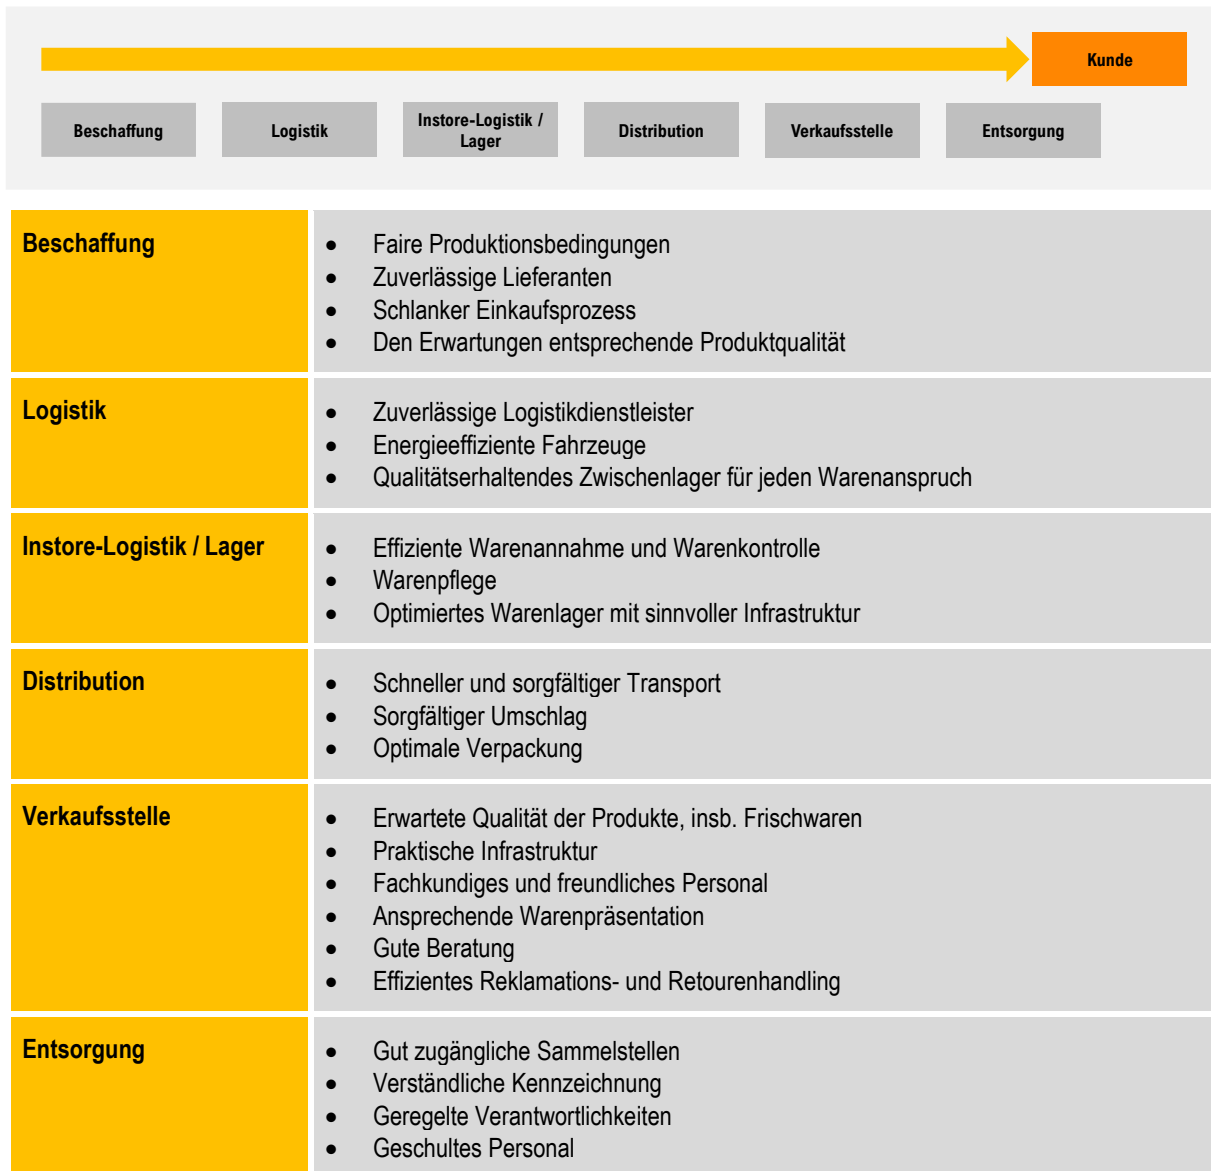 Kunde
Beschaffung
Logistik
Instore-Logistik /
Lager
Distribution
Verkaufsstelle
Entsorgung
Beschaffung
• Faire Produktionsbedingungen
• Zuverlässige Lieferanten
• Schlanker Einkaufsprozess
• Den Erwartungen entsprechende Produktqualität
Logistik
• Zuverlässige Logistikdienstleister
• Energieeffiziente Fahrzeuge
• Qualitätserhaltendes Zwischenlager für jeden Warenanspruch
Instore-Logistik / Lager
• Effiziente Warenannahme und Warenkontrolle
• Warenpflege
• Optimiertes Warenlager mit sinnvoller Infrastruktur
Distribution
• Schneller und sorgfältiger Transport
• Sorgfältiger Umschlag
• Optimale Verpackung
Verkaufsstelle
• Erwartete Qualität der Produkte, insb. Frischwaren
• Praktische Infrastruktur
• Fachkundiges und freundliches Personal
• Ansprechende Warenpräsentation
• Gute Beratung
• Effizientes Reklamations- und Retourenhandling
Entsorgung
• Gut zugängliche Sammelstellen
• Verständliche Kennzeichnung
• Geregelte Verantwortlichkeiten
• Geschultes Personal